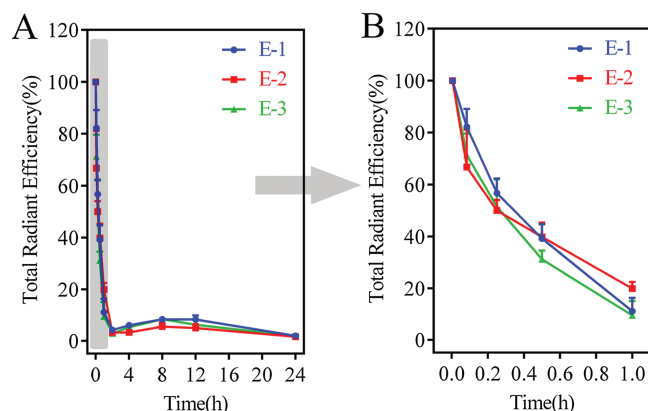 A
Total Radiant Efficiency(%)
120
100
80
60
40
20
0
0 4 8 12 16 20 24
Time(h)
E-1
E-2
E-3
B
Total Radiant Efficiency(%)
120
100
80
60
40
20
0
0.0 0.2 0.4 0.6 0.8 1.0
Time(h)
E-1
E-2
E-3